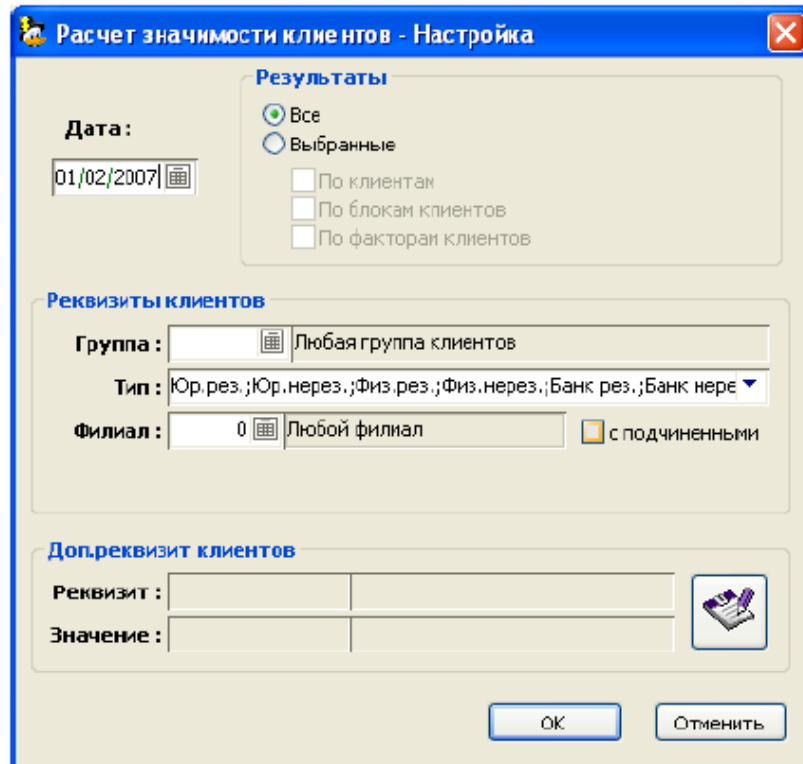 Расчет значимости клиентов - Настройка
Результаты
Дата:
Все
Выбранные
01/02/2007
По клиентам
По блокам клиентов
По факторам клиентов
Реквизиты клиентов
Группа : Любая группа клиентов
Тип : Юр.рез.;Юр.нерез.;Физ.рез.;Физ.нерез.;Банк рез.;Банк нере
Филиал : 0 Любой филиал с подчиненными
Доп.реквизит клиентов
Реквизит :
Значение :
OK Отменить